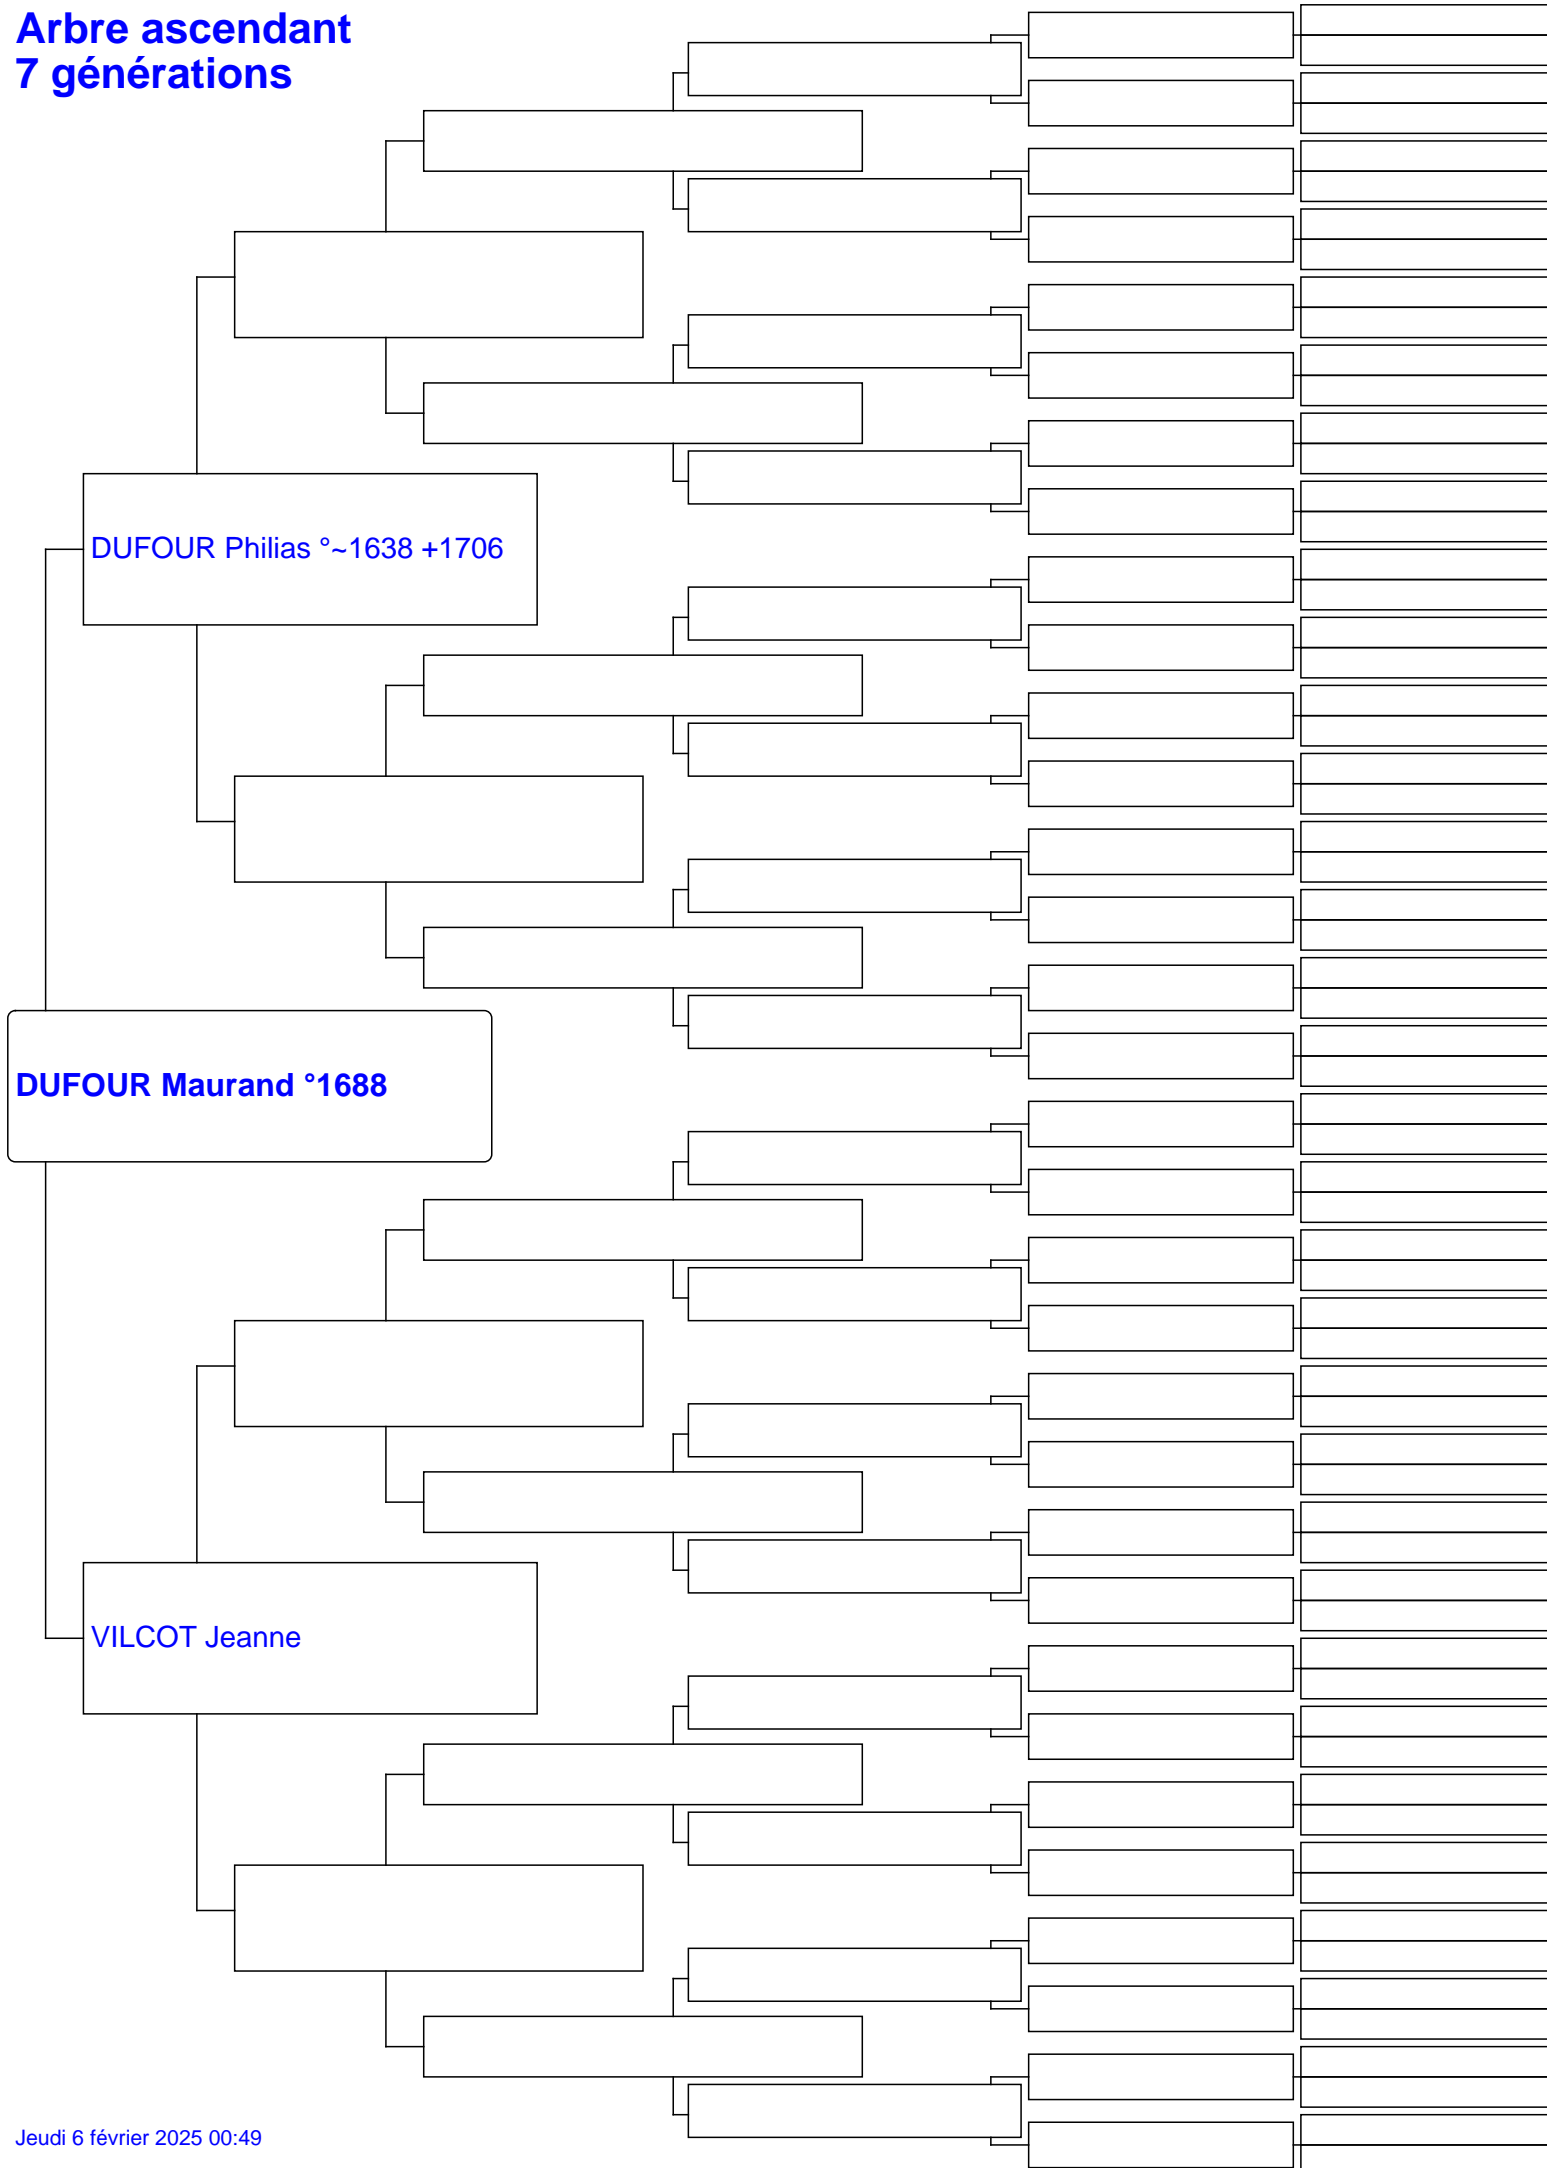 Arbre ascendant
7 générations
DUFOUR Philias °~1638 +1706
DUFOUR Maurand °1688
VILCOT Jeanne
Jeudi 6 février 2025 00:49